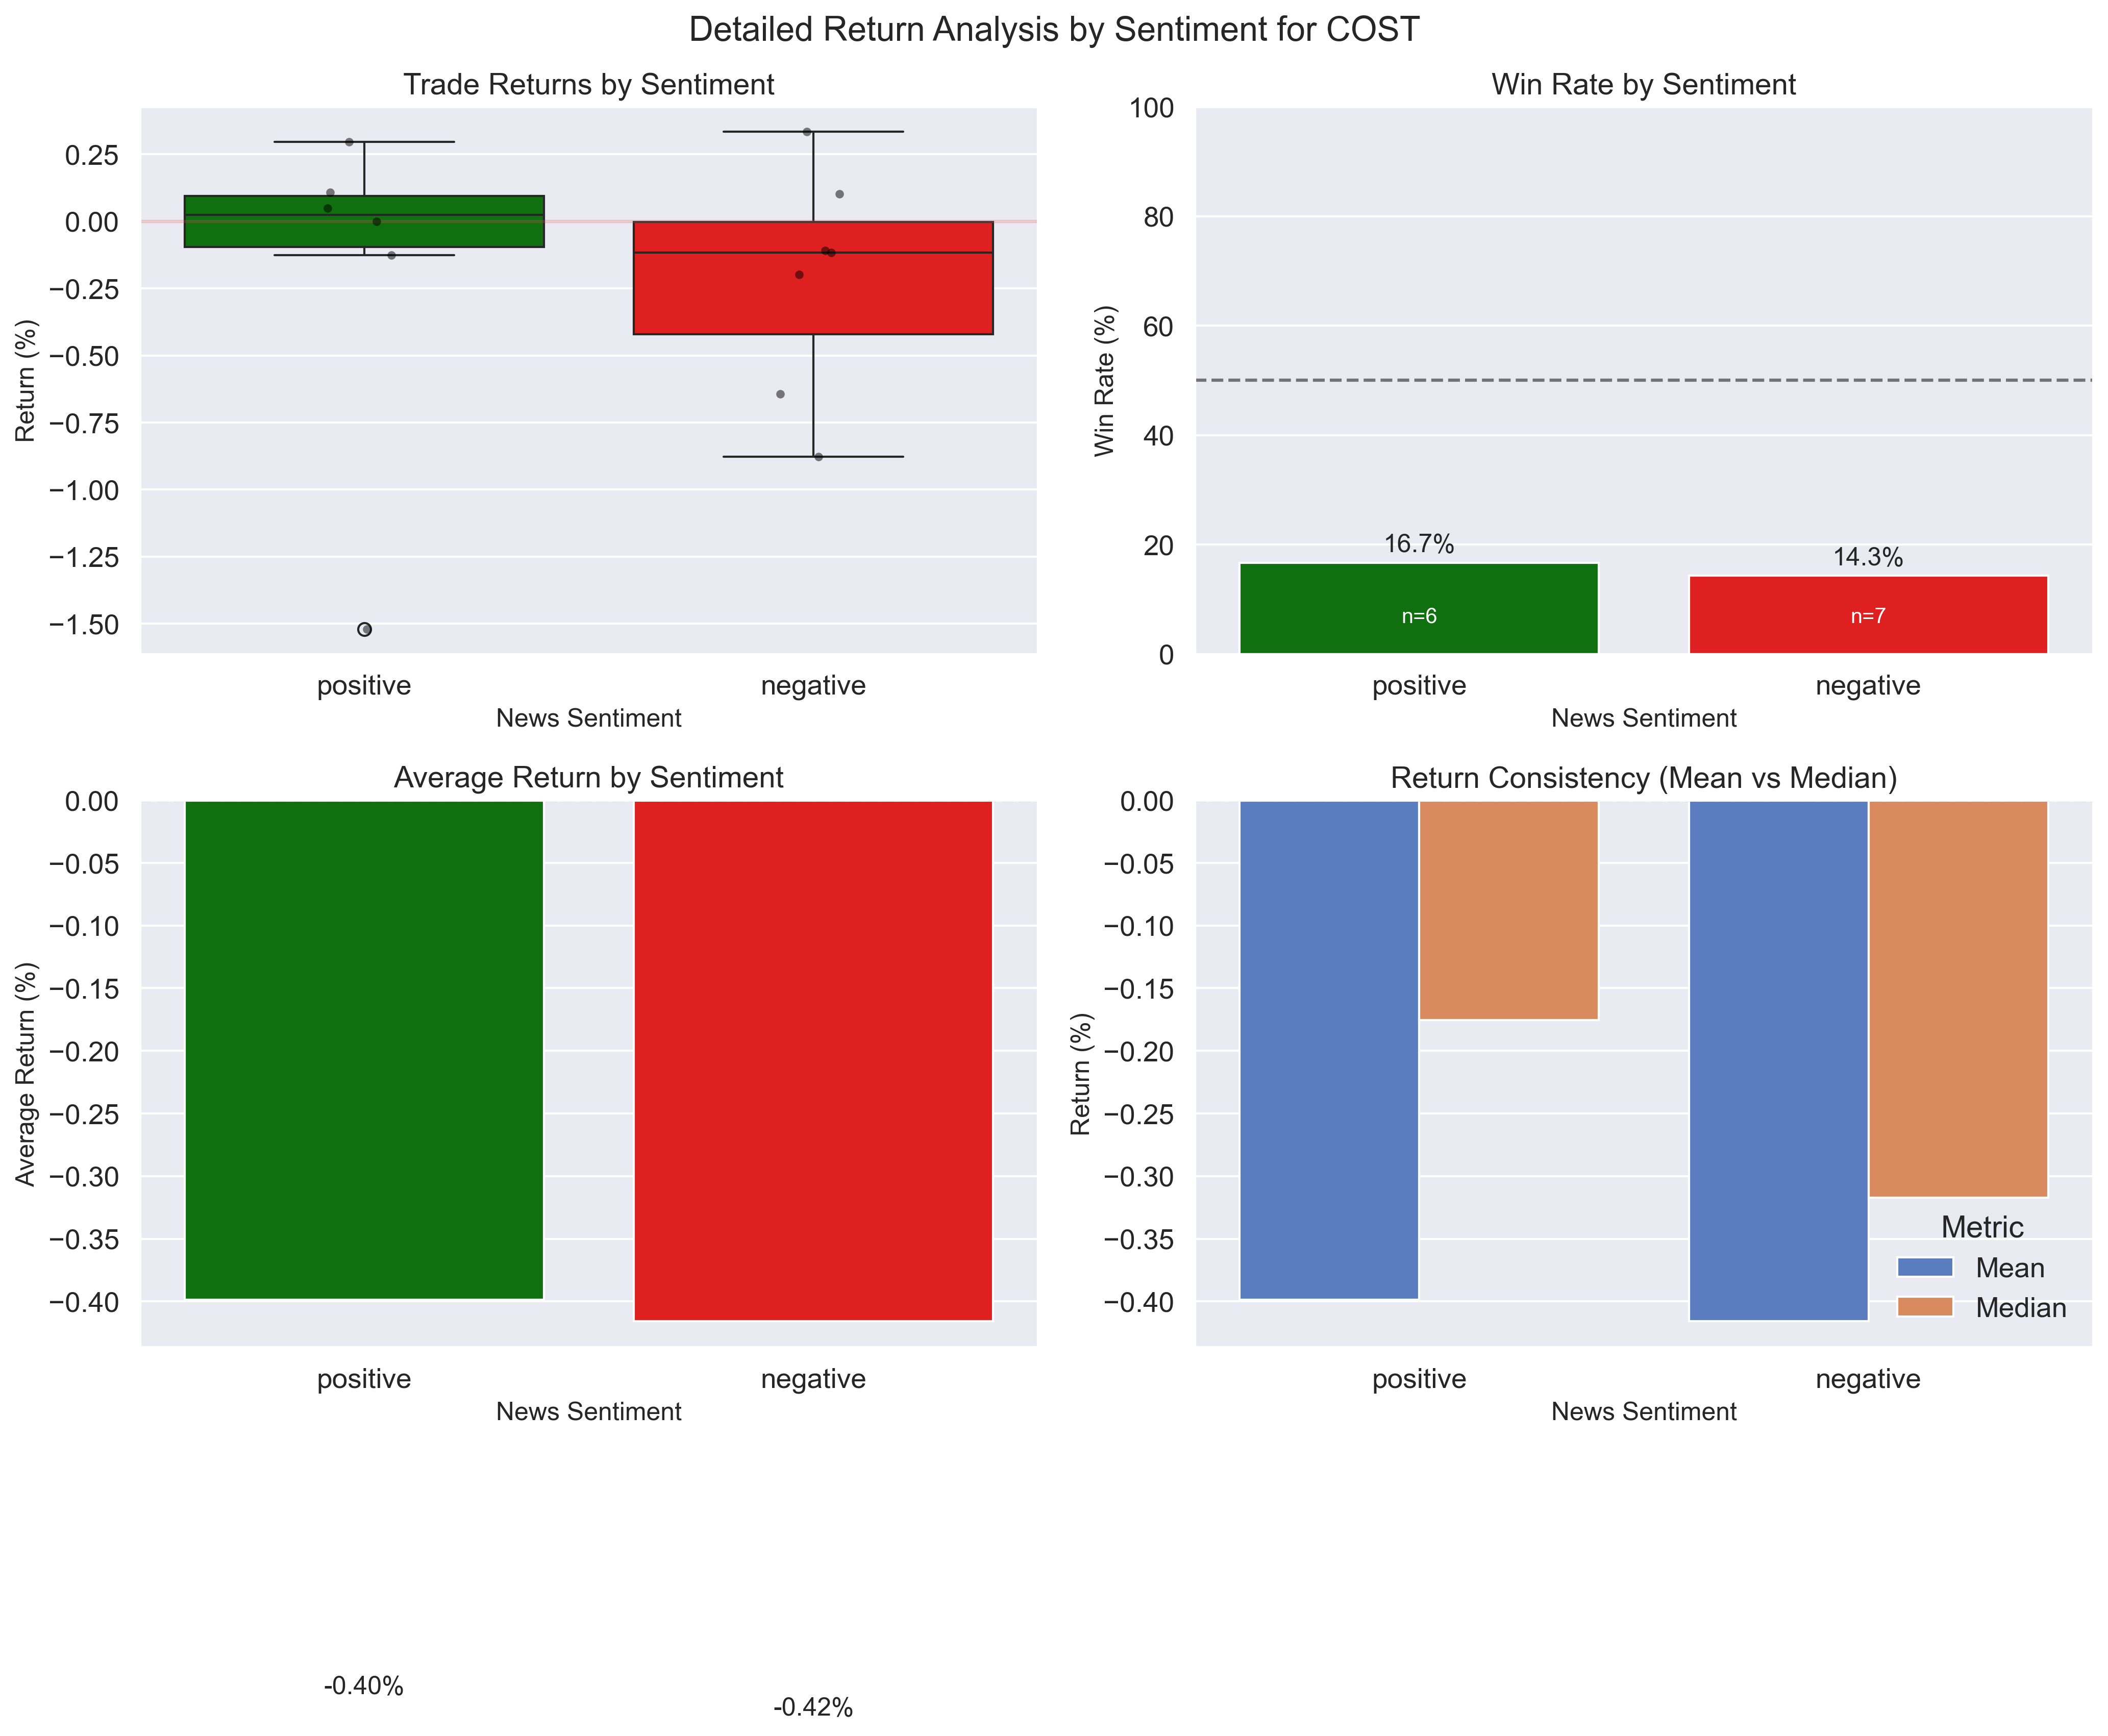 Detailed Return Analysis by Sentiment for COST
Trade Returns by Sentiment
Return (%)
0.25
0.00
−0.25
−0.50
−0.75
−1.00
−1.25
−1.50
positive
negative
News Sentiment
Win Rate by Sentiment
Win Rate (%)
100
80
60
40
20
0
16.7%
14.3%
n=6
n=7
positive
negative
News Sentiment
Average Return by Sentiment
Average Return (%)
0.00
−0.05
−0.10
−0.15
−0.20
−0.25
−0.30
−0.35
−0.40
positive
negative
News Sentiment
-0.40%
-0.42%
Return Consistency (Mean vs Median)
Return (%)
0.00
−0.05
−0.10
−0.15
−0.20
−0.25
−0.30
−0.35
−0.40
Metric
Mean
Median
positive
negative
News Sentiment